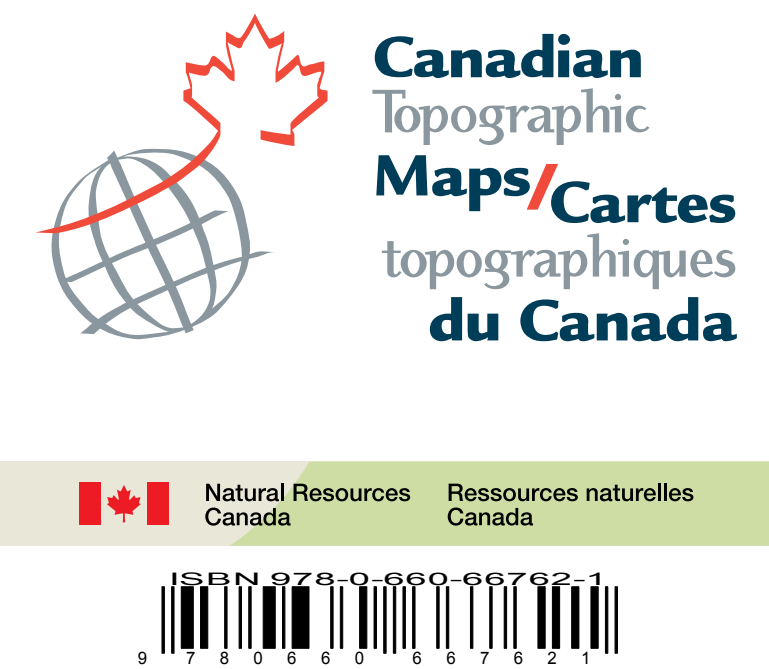 Canadian
Topographic
Maps/Cartes
topographiques
du Canada
Natural Resources
Canada
Ressources naturelles
Canada
ISBN 978-0-660-66762-1
9 780660 667621